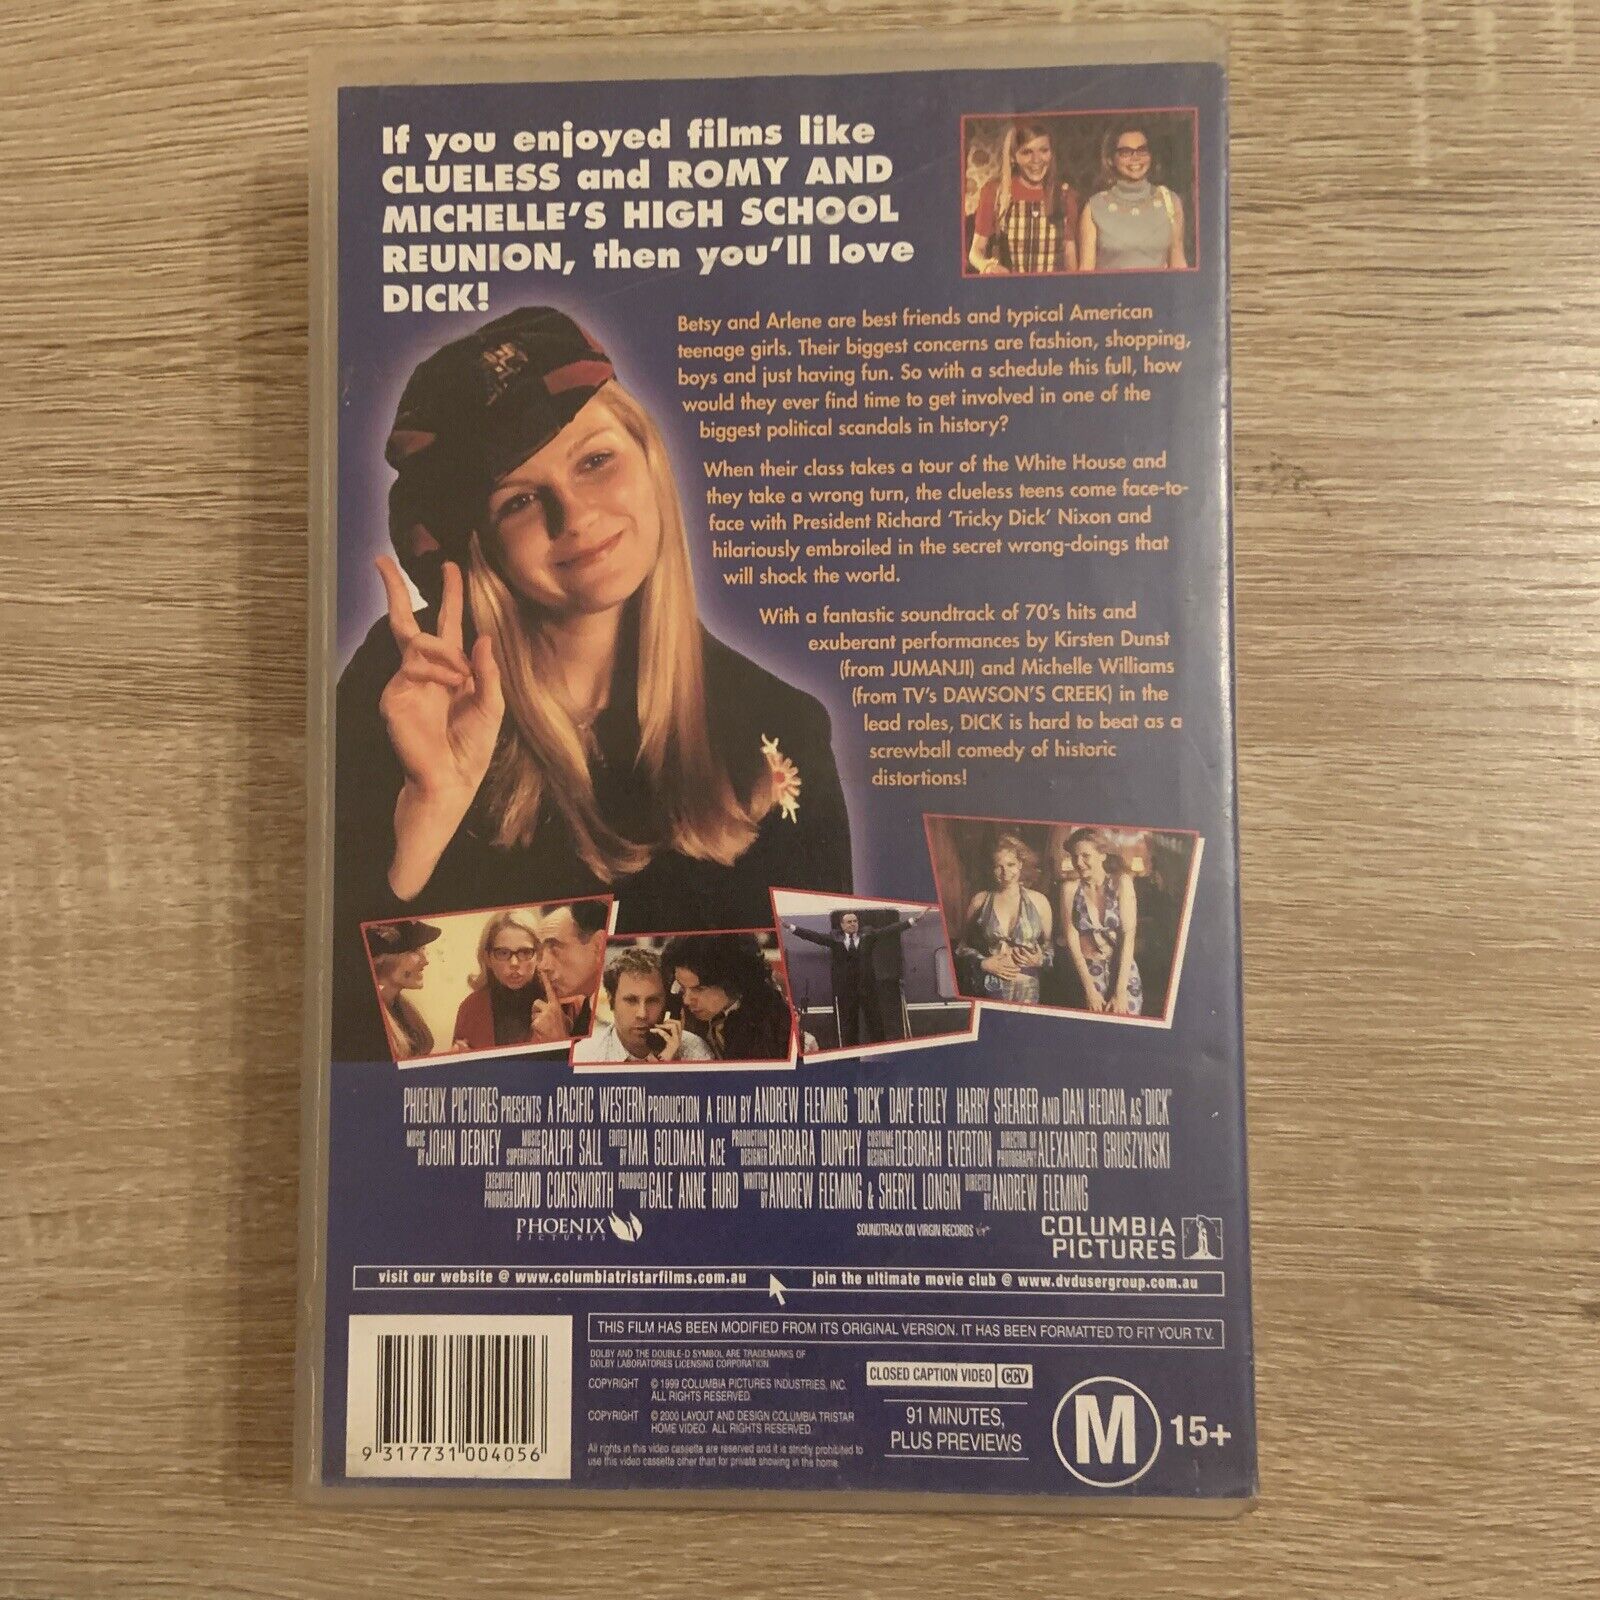 If you enjoyed films like
CLUELESS and ROMY AND
MICHELLE'S HIGH SCHOOL
REUNION, then you'll love
DICK!
Betsy and Arlene are best friends and typical American
teenage girls. Their biggest concerns are fashion, shopping,
boys and just having fun. So with a schedule this full, how
would they ever find time to get involved in one of the
biggest political scandals in history?
When their class takes a tour of the White House and
they take a wrong turn, the clueless teens come face-to-
face with President Richard 'Tricky Dick' Nixon and
hilariously embroiled in the secret wrong-doings that
will shock the world.
With a fantastic soundtrack of 70's hits and
exuberant performances by Kirsten Dunst
(from JUMANJI) and Michelle Williams
(from TV's DAWSON'S CREEK) in the
lead roles, DICK is hard to beat as a
screwball comedy of historic
distortions!
PHOENIX PICTURES PRESENTS A PACIFIC WESTERN PRODUCTION A FILM BY ANDREW FLEMING "DICK" DAVE FOLEY HARRY SHEARER AND DAN HEDAYA AS "DICK"
MUSIC BY JOHN DEBNEY MUSIC SUPERVISOR RALPH SALL EDITED BY MIA GOLDMAN, ACE PRODUCTION DESIGNER BARBARA DUNPHY COSTUME DESIGNER DEBORAH EVERTON DIRECTOR OF PHOTOGRAPHY ALEXANDER GRUSZYNSKI
EXECUTIVE PRODUCER DAVID COATSWORTH PRODUCED BY GALE ANNE HURD WRITTEN BY ANDREW FLEMING & SHERYL LONGIN DIRECTED BY ANDREW FLEMING
PHOENIX
PICTURES
SOUNDTRACK ON VIRGIN RECORDS
COLUMBIA
PICTURES
visit our website @ www.columbiatristarfilms.com.au
join the ultimate movie club @ www.dvdusergroup.com.au
THIS FILM HAS BEEN MODIFIED FROM ITS ORIGINAL VERSION. IT HAS BEEN FORMATTED TO FIT YOUR T.V.
DOLBY AND THE DOUBLE-D SYMBOL ARE TRADEMARKS OF
DOLBY LABORATORIES LICENSING CORPORATION
COPYRIGHT © 1999 COLUMBIA PICTURES INDUSTRIES, INC.
ALL RIGHTS RESERVED.
COPYRIGHT © 2000 LAYOUT AND DESIGN COLUMBIA TRISTAR
HOME VIDEO. ALL RIGHTS RESERVED.
All rights in this video cassette are reserved and it is strictly prohibited to
use this video cassette other than for private showing in the home.
CLOSED CAPTION VIDEO CCV
91 MINUTES,
PLUS PREVIEWS
M 15+
9 317731 004056